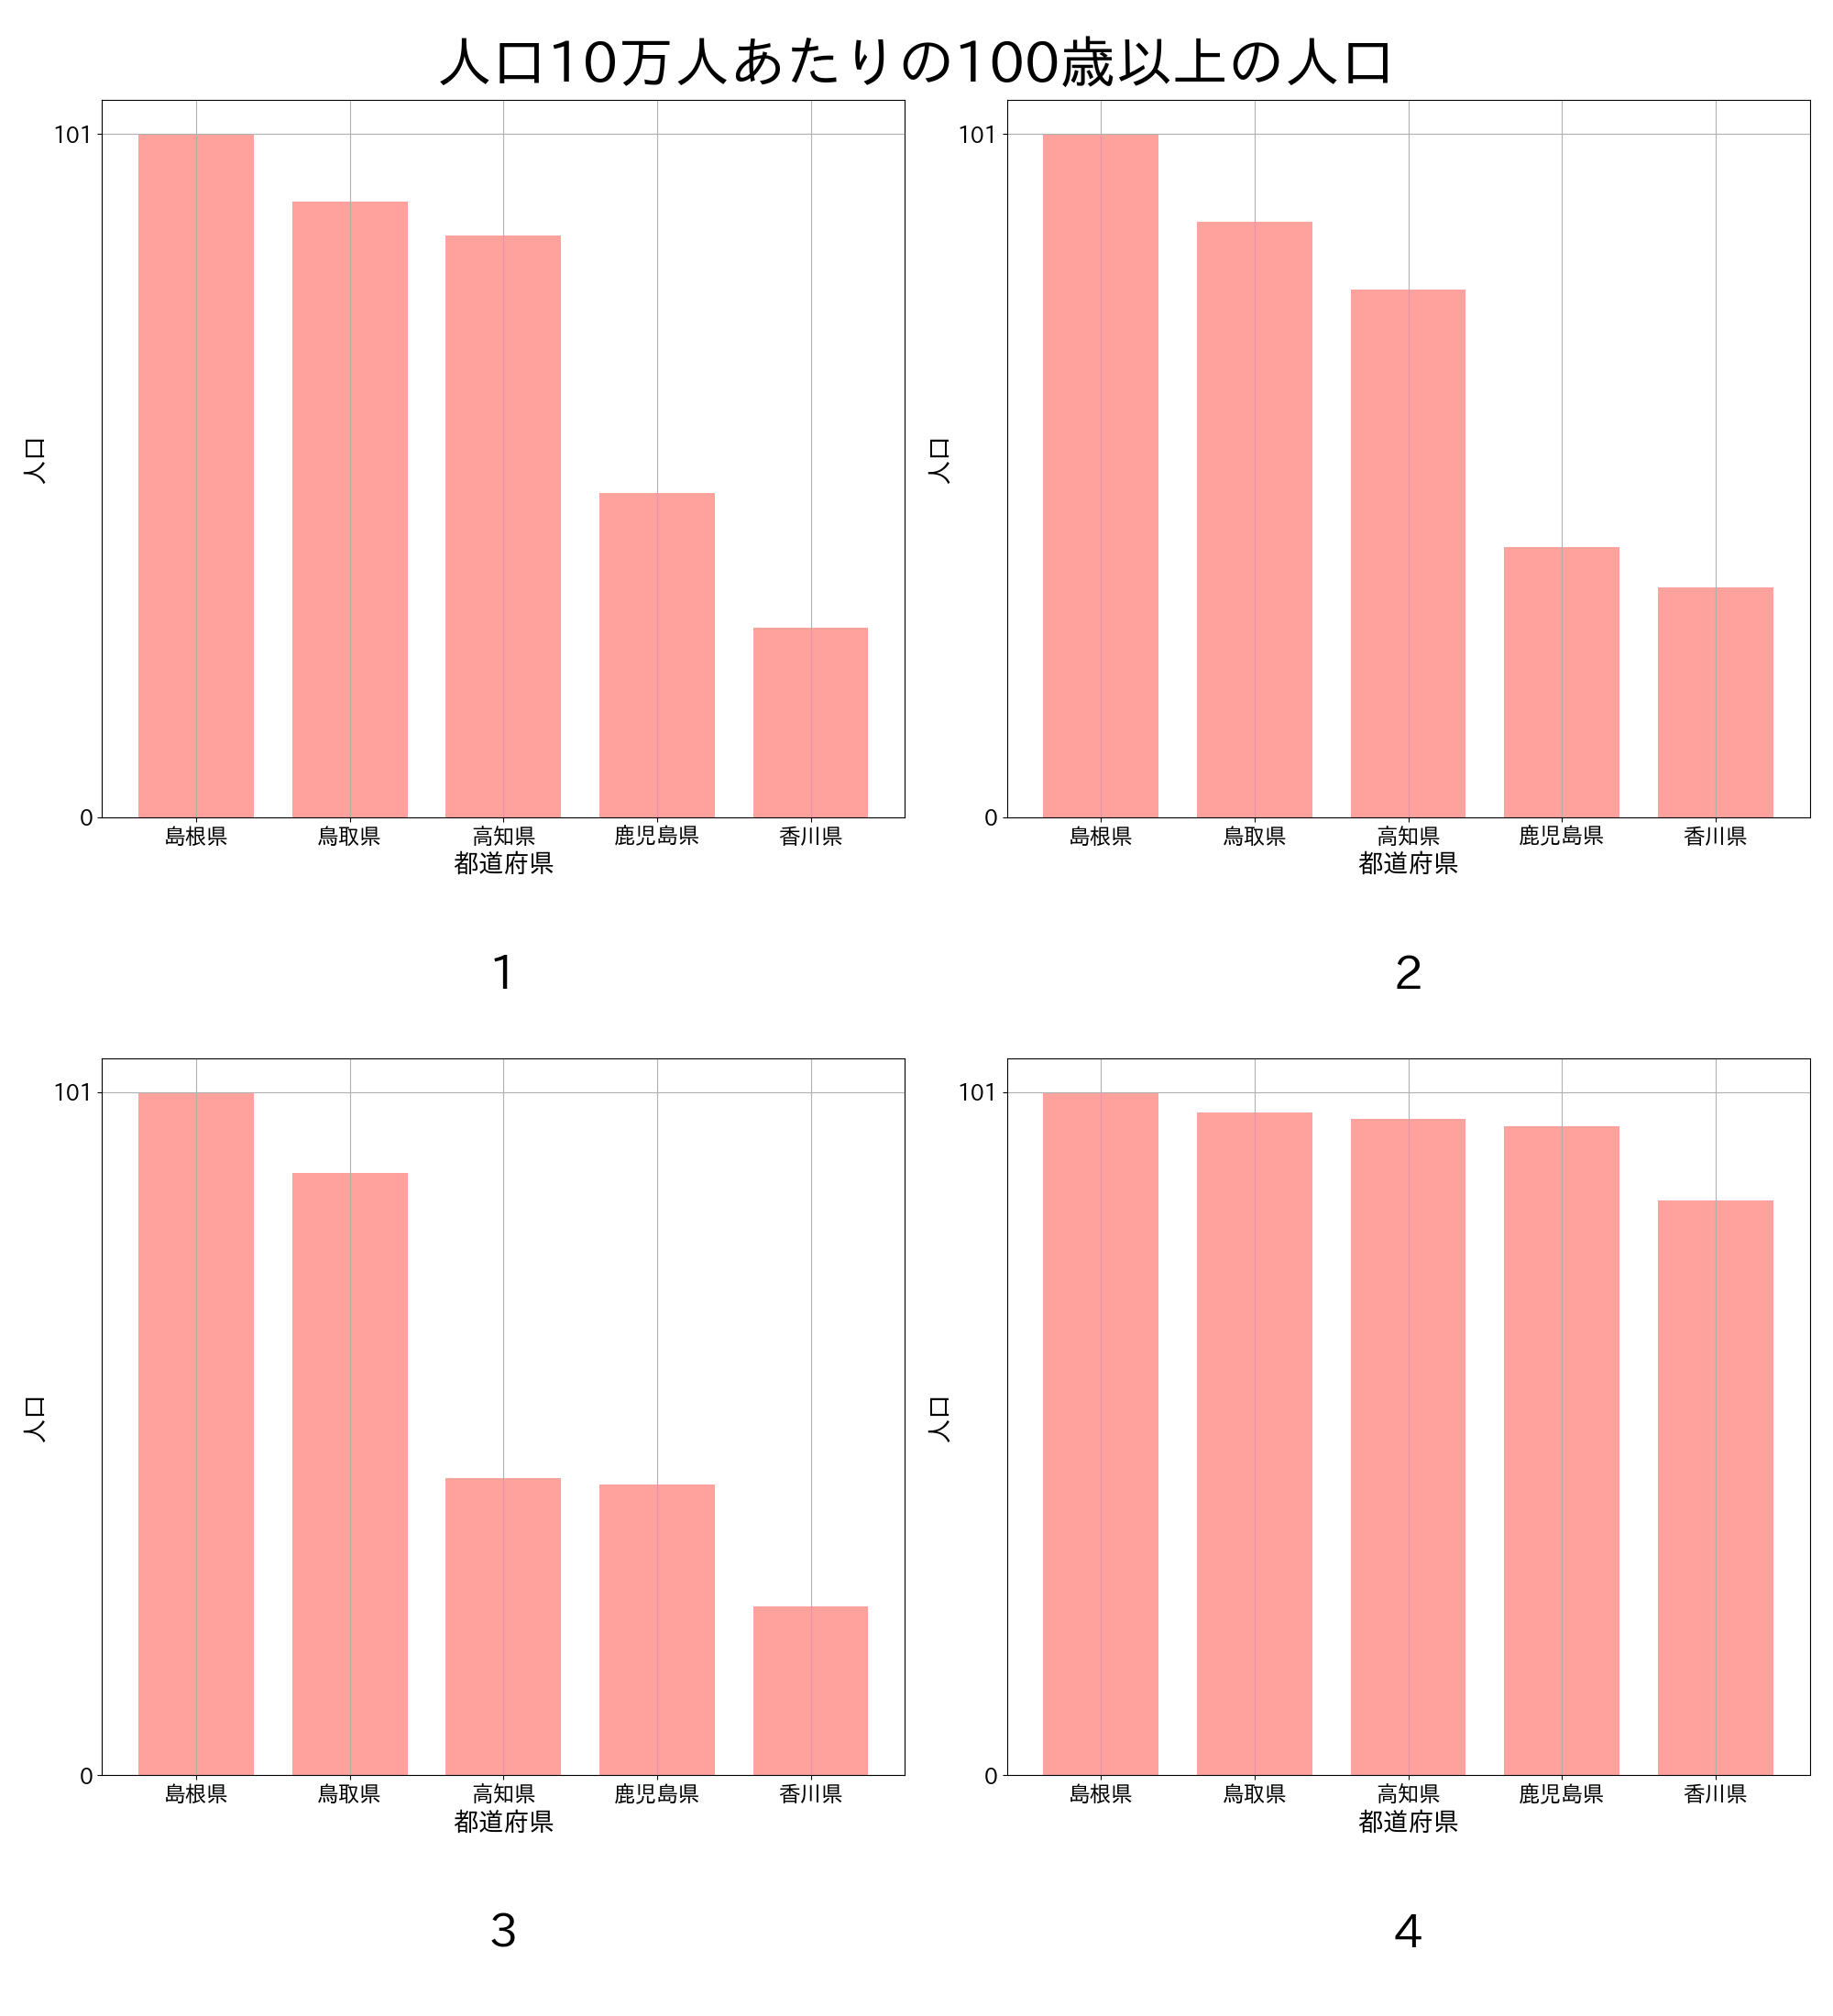 人口10万人あたりの100歳以上の人口
101
0
人口
島根県 鳥取県 高知県 鹿児島県 香川県
都道府県
1
101
0
人口
島根県 鳥取県 高知県 鹿児島県 香川県
都道府県
2
101
0
人口
島根県 鳥取県 高知県 鹿児島県 香川県
都道府県
3
101
0
人口
島根県 鳥取県 高知県 鹿児島県 香川県
都道府県
4